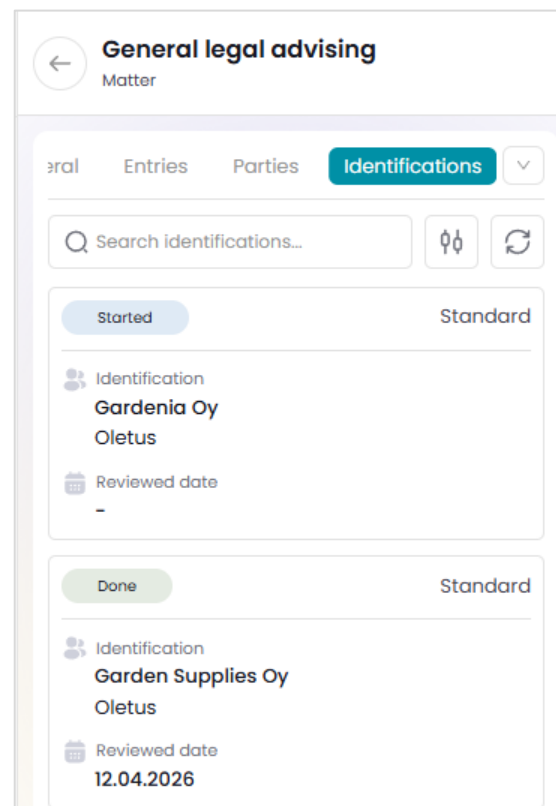 General legal advising
Matter
eral Entries Parties Identifications
Search identifications...
Started Standard
Identification
Gardenia Oy
Oletus
Reviewed date
-
Done Standard
Identification
Garden Supplies Oy
Oletus
Reviewed date
12.04.2026